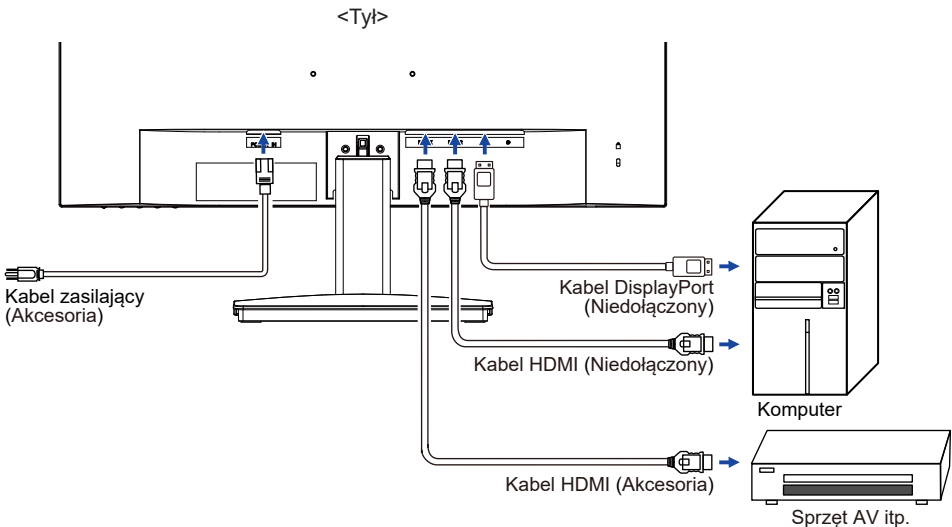 <Tył>
Kabel zasilający
(Akcesoria)
Kabel DisplayPort
(Niedołączony)
Kabel HDMI (Niedołączony)
Komputer
Kabel HDMI (Akcesoria)
Sprzęt AV itp.